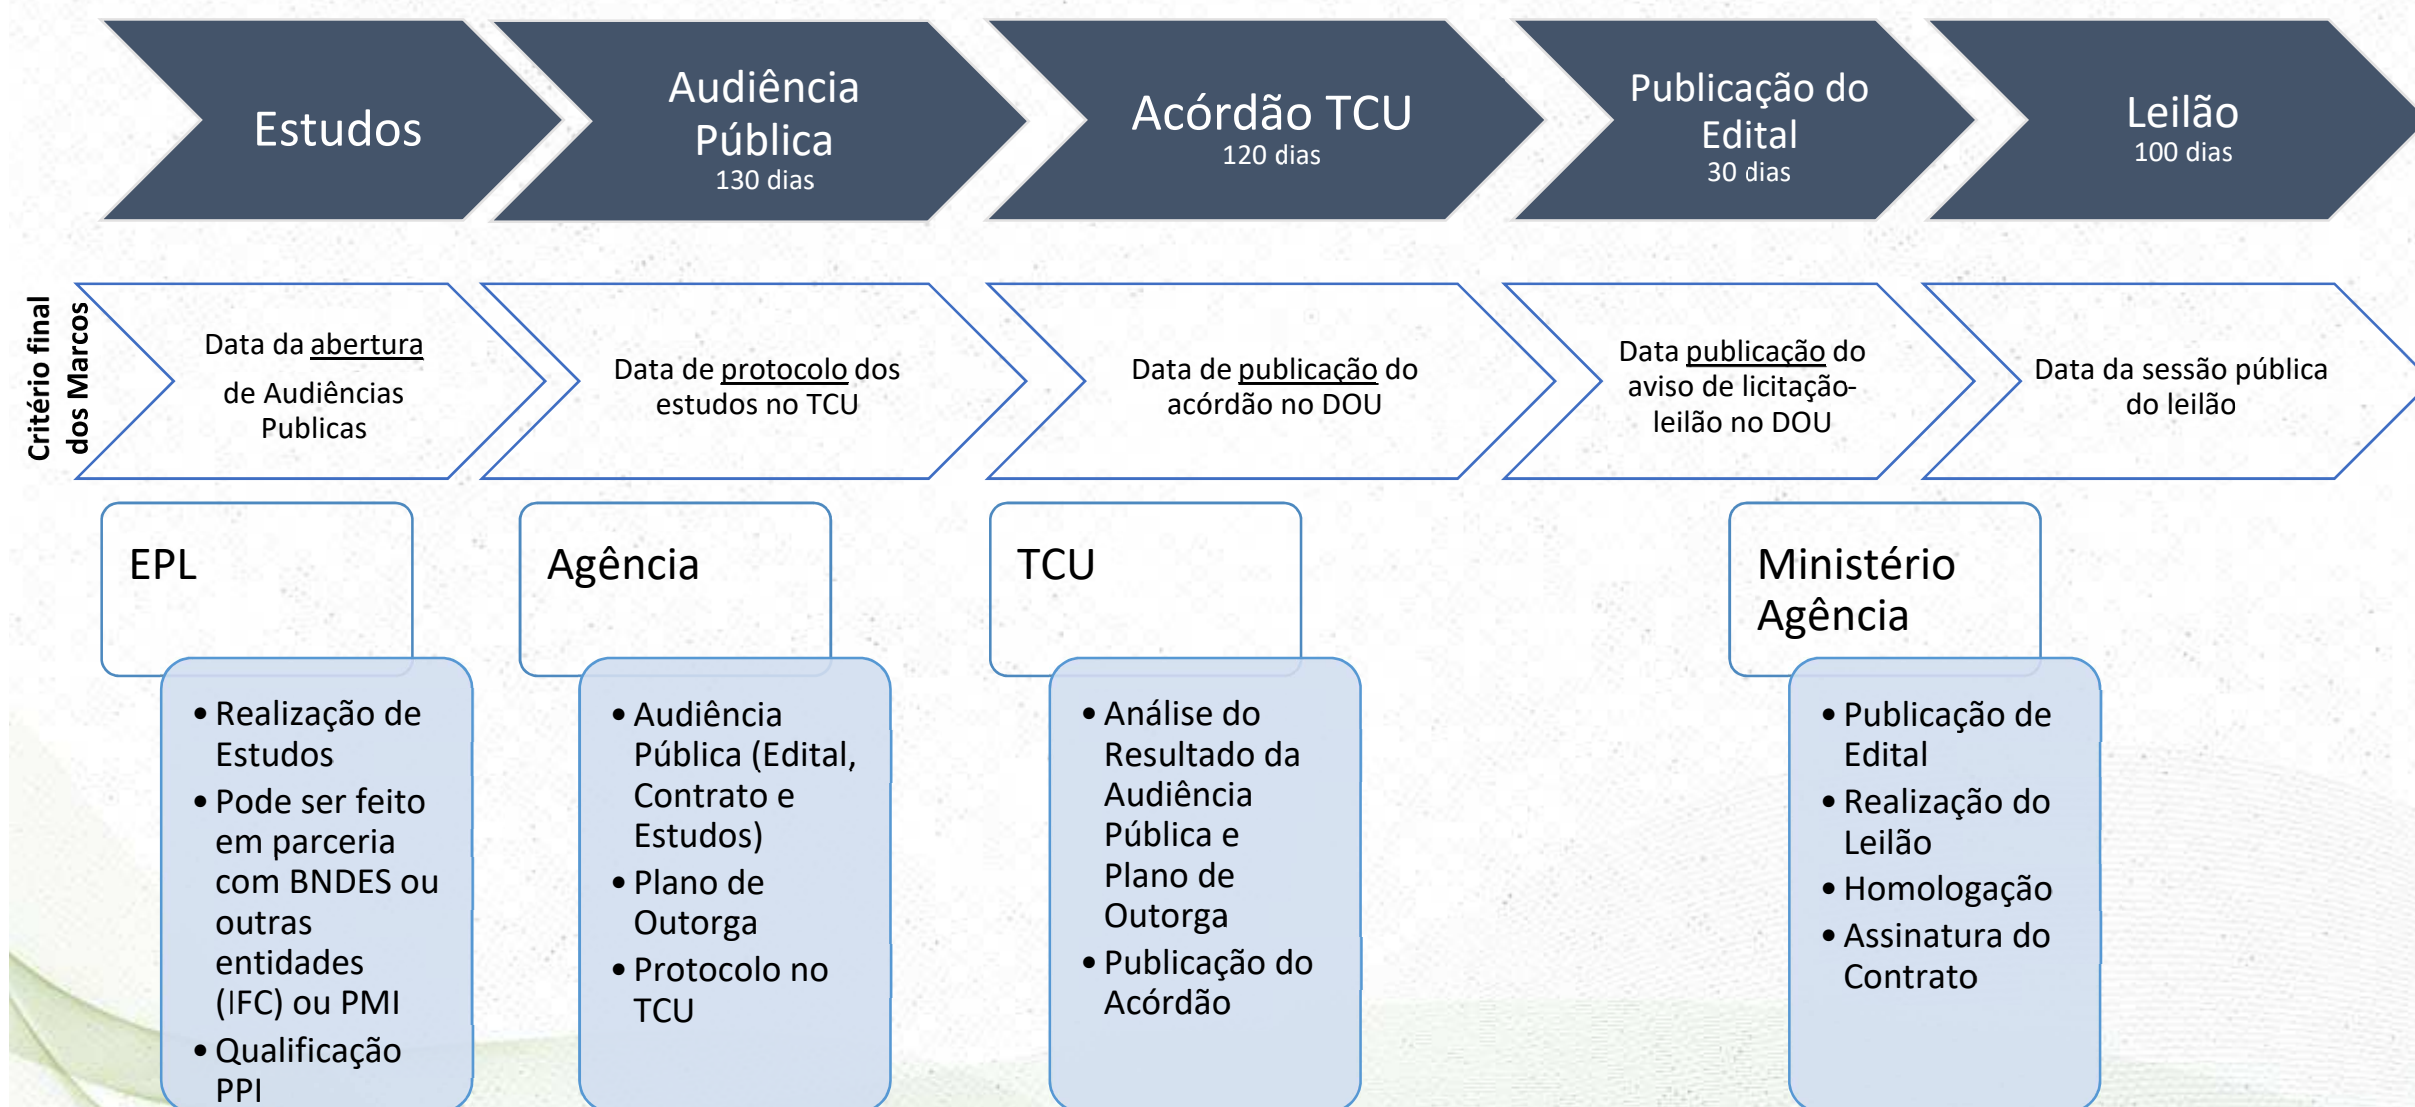 Estudos
Audiência
Pública
130 dias
Acórdão TCU
120 dias
Publicação do
Edital
30 dias
Leilão
100 dias
Critério final
dos Marcos
Data da abertura
de Audiências
Publicas
Data de protocolo dos
estudos no TCU
Data de publicação do
acórdão no DOU
Data publicação do
aviso de licitação-
leilão no DOU
Data da sessão pública
do leilão
EPL
• Realização de
Estudos
• Pode ser feito
em parceria
com BNDES ou
outras
entidades
(IFC) ou PMI
• Qualificação
PPI
Agência
• Audiência
Pública (Edital,
Contrato e
Estudos)
• Plano de
Outorga
• Protocolo no
TCU
TCU
• Análise do
Resultado da
Audiência
Pública e
Plano de
Outorga
• Publicação do
Acórdão
Ministério
Agência
• Publicação de
Edital
• Realização do
Leilão
• Homologação
• Assinatura do
Contrato